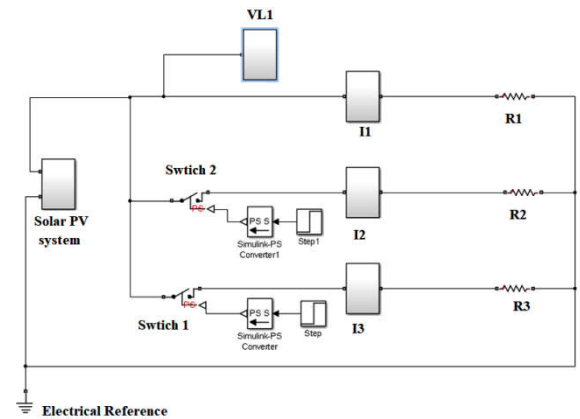 VL1
I1
R1
Swtich 2
PS
PS S
Simulink-PS
Converter1
Step1
I2
R2
Solar PV
system
Swtich 1
PS
PS S
Simulink-PS
Converter
Step
I3
R3
Electrical Reference